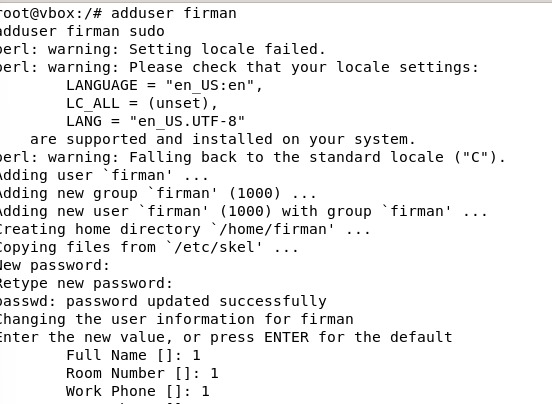 root@vbox:/# adduser firman
adduser firman sudo
perl: warning: Setting locale failed.
perl: warning: Please check that your locale settings:
        LANGUAGE = "en_US:en",
        LC_ALL = (unset),
        LANG = "en_US.UTF-8"
    are supported and installed on your system.
perl: warning: Falling back to the standard locale ("C").
Adding user `firman' ...
Adding new group `firman' (1000) ...
Adding new user `firman' (1000) with group `firman' ...
Creating home directory `/home/firman' ...
Copying files from `/etc/skel' ...
New password:
Retype new password:
passwd: password updated successfully
Changing the user information for firman
Enter the new value, or press ENTER for the default
        Full Name []: 1
        Room Number []: 1
        Work Phone []: 1